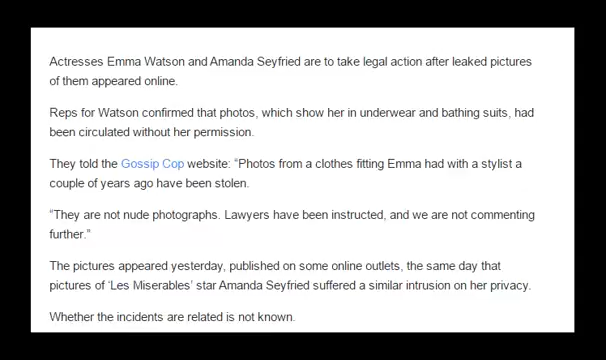 Actresses Emma Watson and Amanda Seyfried are to take legal action after leaked pictures
of them appeared online.
Reps for Watson confirmed that photos, which show her in underwear and bathing suits, had
been circulated without her permission.
They told the Gossip Cop website: “Photos from a clothes fitting Emma had with a stylist a
couple of years ago have been stolen.
“They are not nude photographs. Lawyers have been instructed, and we are not commenting
further.”
The pictures appeared yesterday, published on some online outlets, the same day that
pictures of ‘Les Miserables’ star Amanda Seyfried suffered a similar intrusion on her privacy.
Whether the incidents are related is not known.